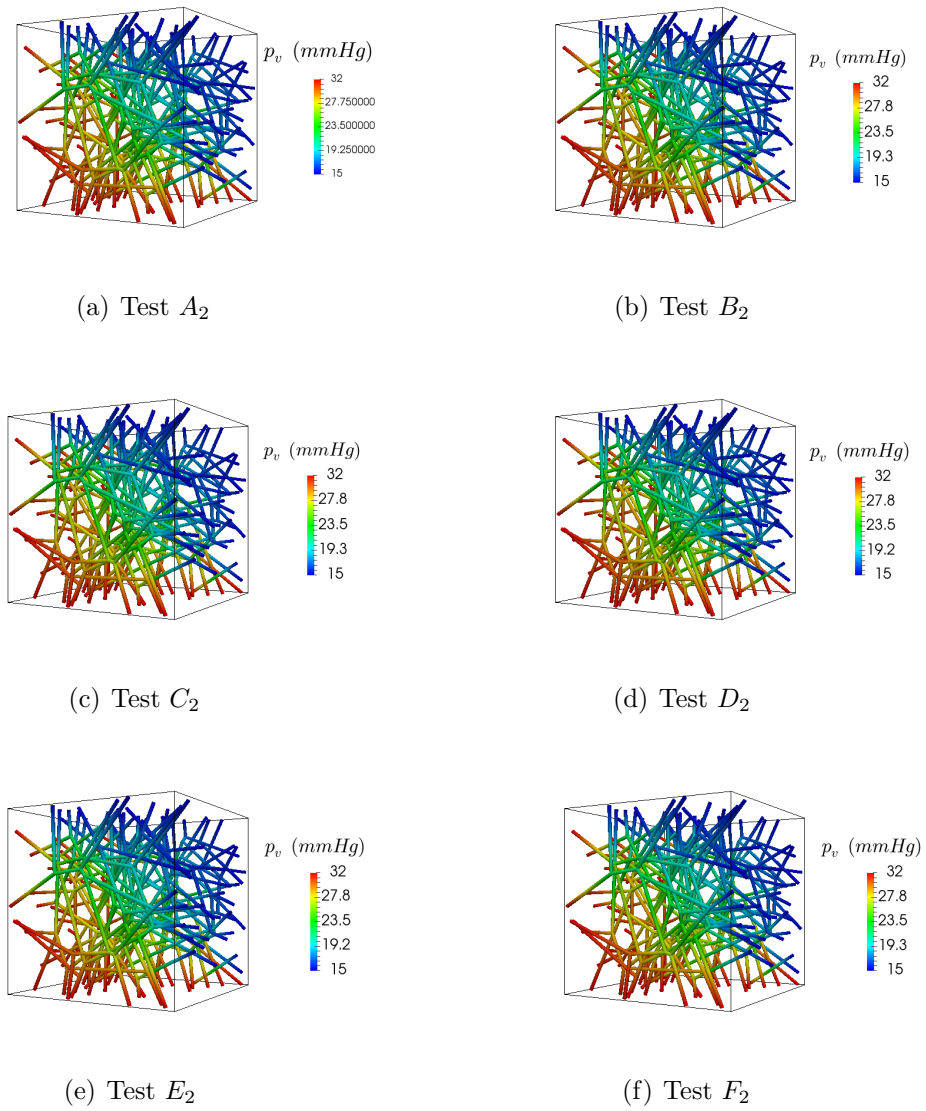 p_v (mmHg)
32
27.750000
23.500000
19.250000
15
(a) Test A_2
p_v (mmHg)
32
27.8
23.5
19.3
15
(b) Test B_2
p_v (mmHg)
32
27.8
23.5
19.3
15
(c) Test C_2
p_v (mmHg)
32
27.8
23.5
19.3
15
(d) Test D_2
p_v (mmHg)
32
27.8
23.5
19.2
15
(e) Test E_2
p_v (mmHg)
32
27.8
23.5
19.3
15
(f) Test F_2